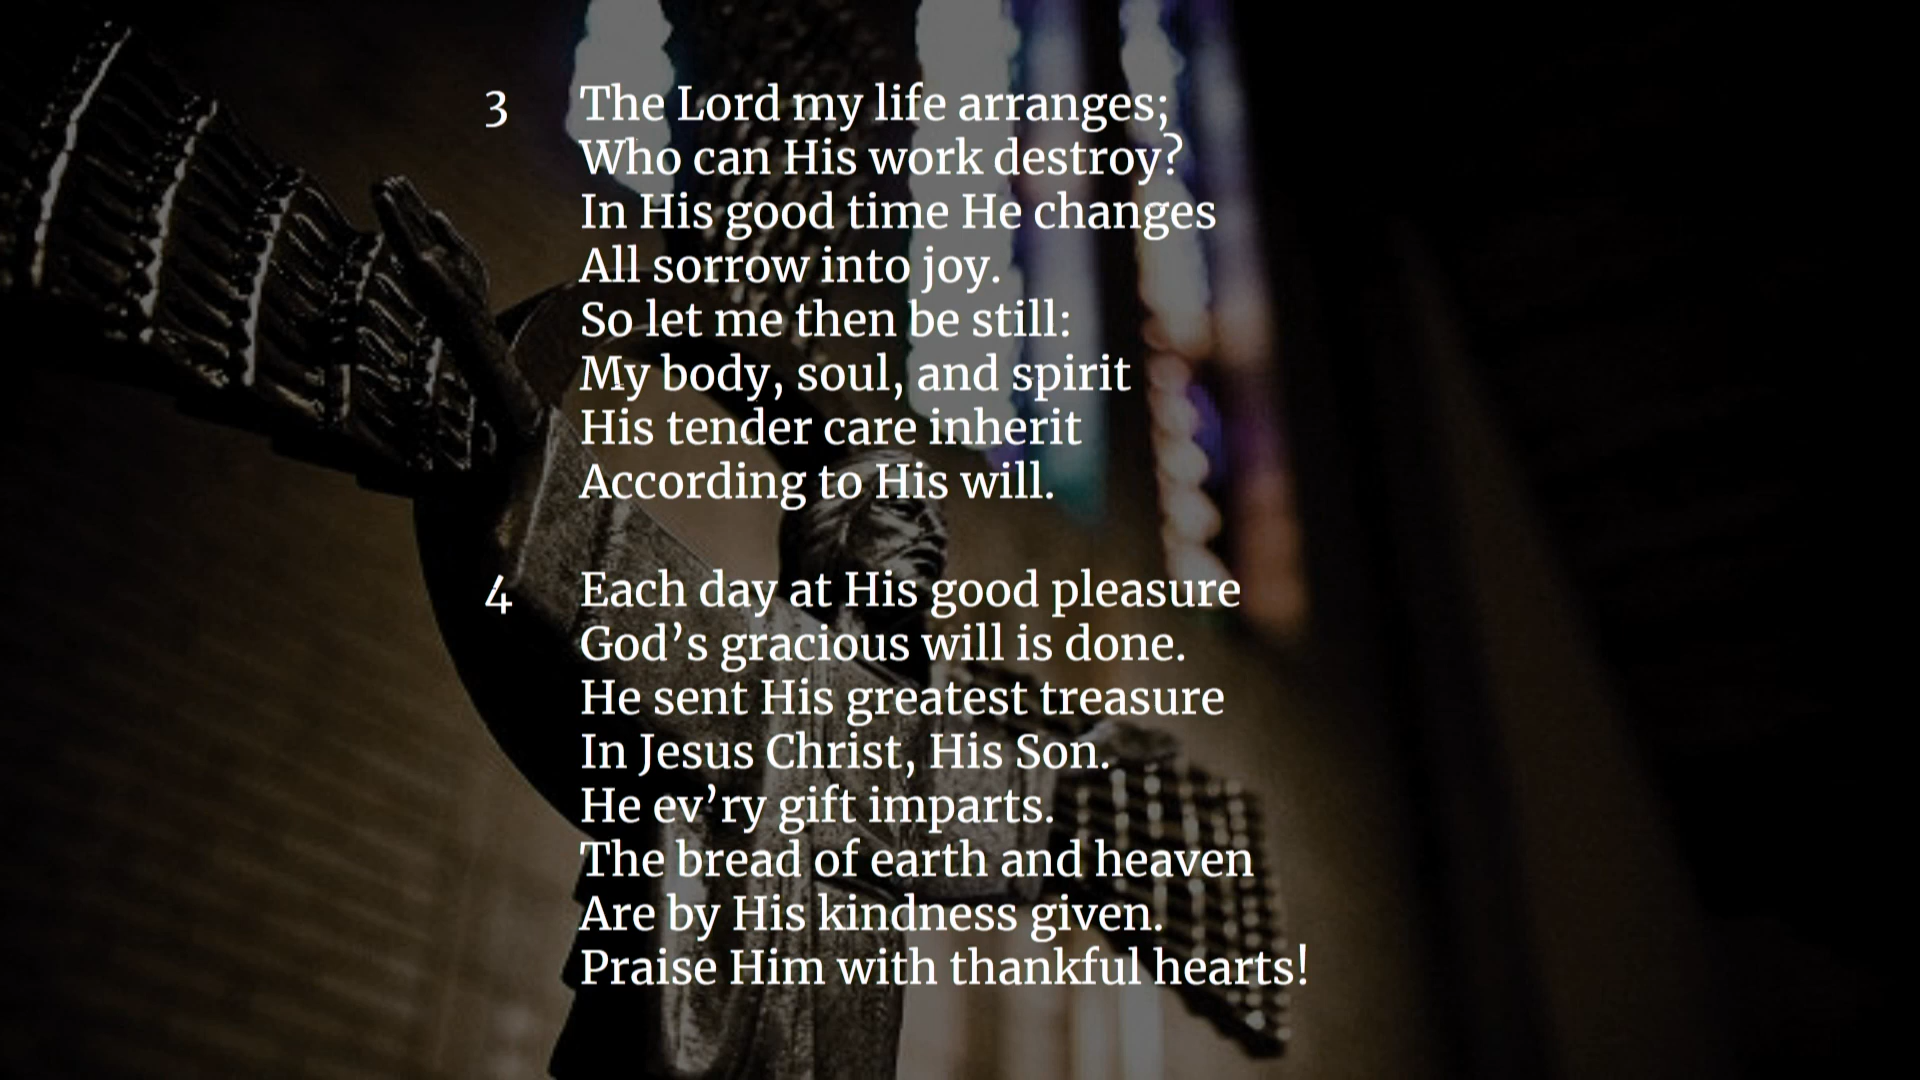 3 The Lord my life arranges;
Who can His work destroy?
In His good time He changes
All sorrow into joy.
So let me then be still:
My body, soul, and spirit
His tender care inherit
According to His will.
4 Each day at His good pleasure
God’s gracious will is done.
He sent His greatest treasure
In Jesus Christ, His Son.
He ev’ry gift imparts.
The bread of earth and heaven
Are by His kindness given.
Praise Him with thankful hearts!